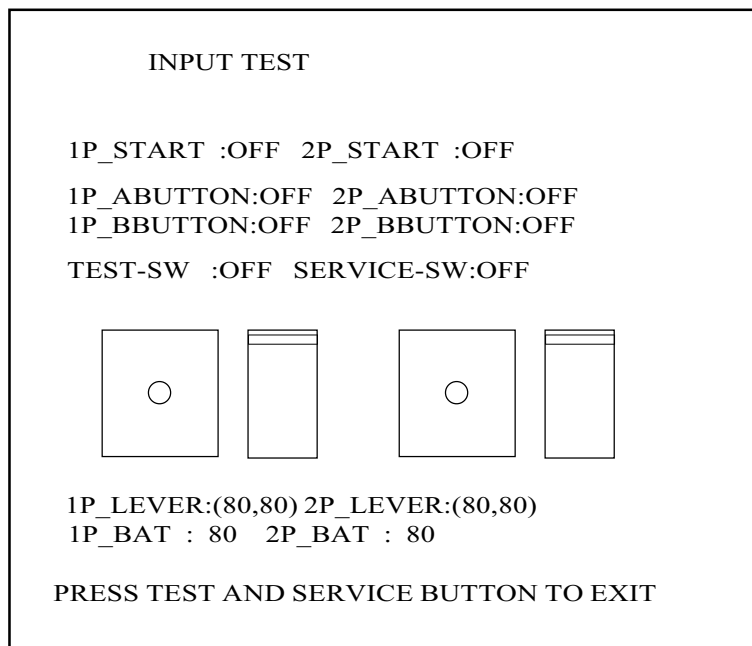 INPUT TEST
1P_START :OFF 2P_START :OFF
1P_ABUTTON:OFF 2P_ABUTTON:OFF
1P_BBUTTON:OFF 2P_BBUTTON:OFF
TEST-SW :OFF SERVICE-SW:OFF
1P_LEVER:(80,80) 2P_LEVER:(80,80)
1P_BAT : 80 2P_BAT : 80
PRESS TEST AND SERVICE BUTTON TO EXIT